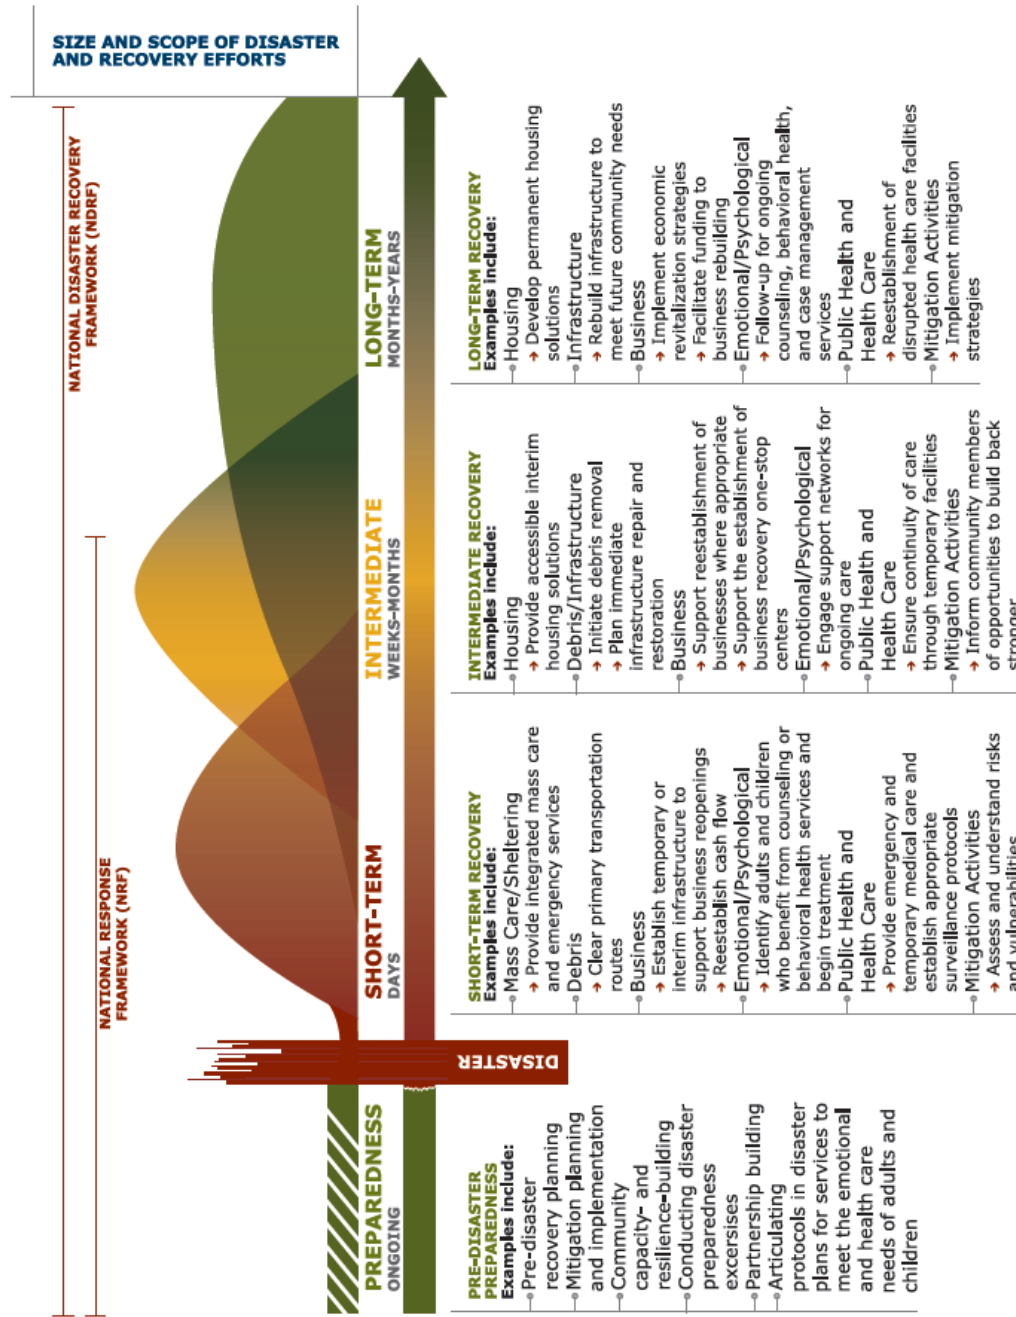 SIZE AND SCOPE OF DISASTER
AND RECOVERY EFFORTS
NATIONAL DISASTER RECOVERY
FRAMEWORK (NDRF)
NATIONAL RESPONSE
FRAMEWORK (NRF)
PREPAREDNESS
ONGOING
DISASTER
SHORT-TERM
DAYS
INTERMEDIATE
WEEKS-MONTHS
LONG-TERM
MONTHS-YEARS
PRE-DISASTER
PREPAREDNESS
Examples include:
Pre-disaster
recovery planning
Mitigation planning
and implementation
Community
capacity- and
resilience-building
Conducting disaster
preparedness
excersises
Partnership building
Articulating
protocols in disaster
plans for services to
meet the emotional
and health care
needs of adults and
children
SHORT-TERM RECOVERY
Examples include:
Mass Care/Sheltering
→ Provide integrated mass care
and emergency services
Debris
→ Clear primary transportation
routes
Business
→ Establish temporary or
interim infrastructure to
support business reopenings
→ Reestablish cash flow
Emotional/Psychological
→ Identify adults and children
who benefit from counseling or
behavioral health services and
begin treatment
Public Health and
Health Care
→ Provide emergency and
temporary medical care and
establish appropriate
surveillance protocols
Mitigation Activities
→ Assess and understand risks
and vulnerabilities
INTERMEDIATE RECOVERY
Examples include:
Housing
→ Provide accessible interim
housing solutions
Debris/Infrastructure
→ Initiate debris removal
→ Plan immediate
infrastructure repair and
restoration
Business
→ Support reestablishment of
businesses where appropriate
→ Support the establishment of
business recovery one-stop
centers
Emotional/Psychological
→ Engage support networks for
ongoing care
Public Health and
Health Care
→ Ensure continuity of care
through temporary facilities
Mitigation Activities
→ Inform community members
of opportunities to build back
stronger
LONG-TERM RECOVERY
Examples include:
Housing
→ Develop permanent housing
solutions
Infrastructure
→ Rebuild infrastructure to
meet future community needs
Business
→ Implement economic
revitalization strategies
→ Facilitate funding to
business rebuilding
Emotional/Psychological
→ Follow-up for ongoing
counseling, behavioral health,
and case management
services
Public Health and
Health Care
→ Reestablishment of
disrupted health care facilities
Mitigation Activities
→ Implement mitigation
strategies